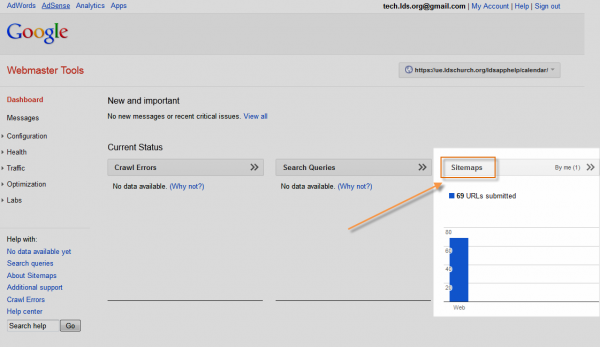 AdWords AdSense Analytics Apps
tech.lds.org@gmail.com | My Account | Help | Sign out
Google
Webmaster Tools
https://ue.ldschurch.org/ldsapphelp/calendar/
Dashboard
Messages
Configuration
Health
Traffic
Optimization
Labs
Help with:
No data available yet
Search queries
About Sitemaps
Additional support
Crawl Errors
Help center
Search help Go
New and important
No new messages or recent critical issues. View all
Current Status
Crawl Errors
No data available. (Why not?)
Search Queries
No data available. (Why not?)
Sitemaps By me (1)
69 URLs submitted
80
60
40
20
Web